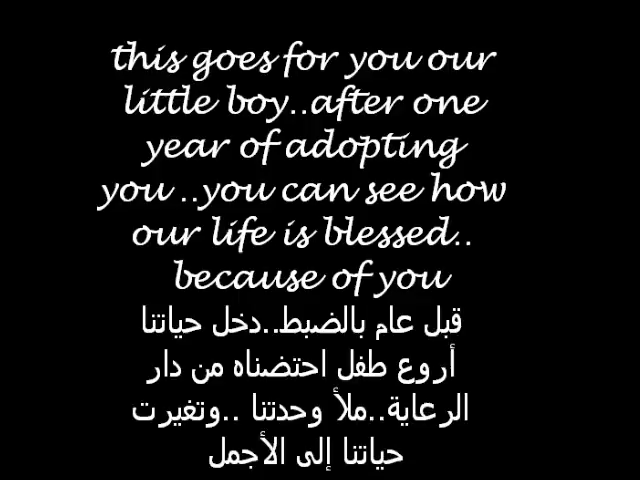 this goes for you our
little boy..after one
year of adopting
you ..you can see how
our life is blessed..
because of you
قبل عام بالضبط..دخل حياتنا
أروع طفل احتضناه من دار
الرعاية..ملأ وحدتنا ..وتغيرت
حياتنا إلى الأجمل